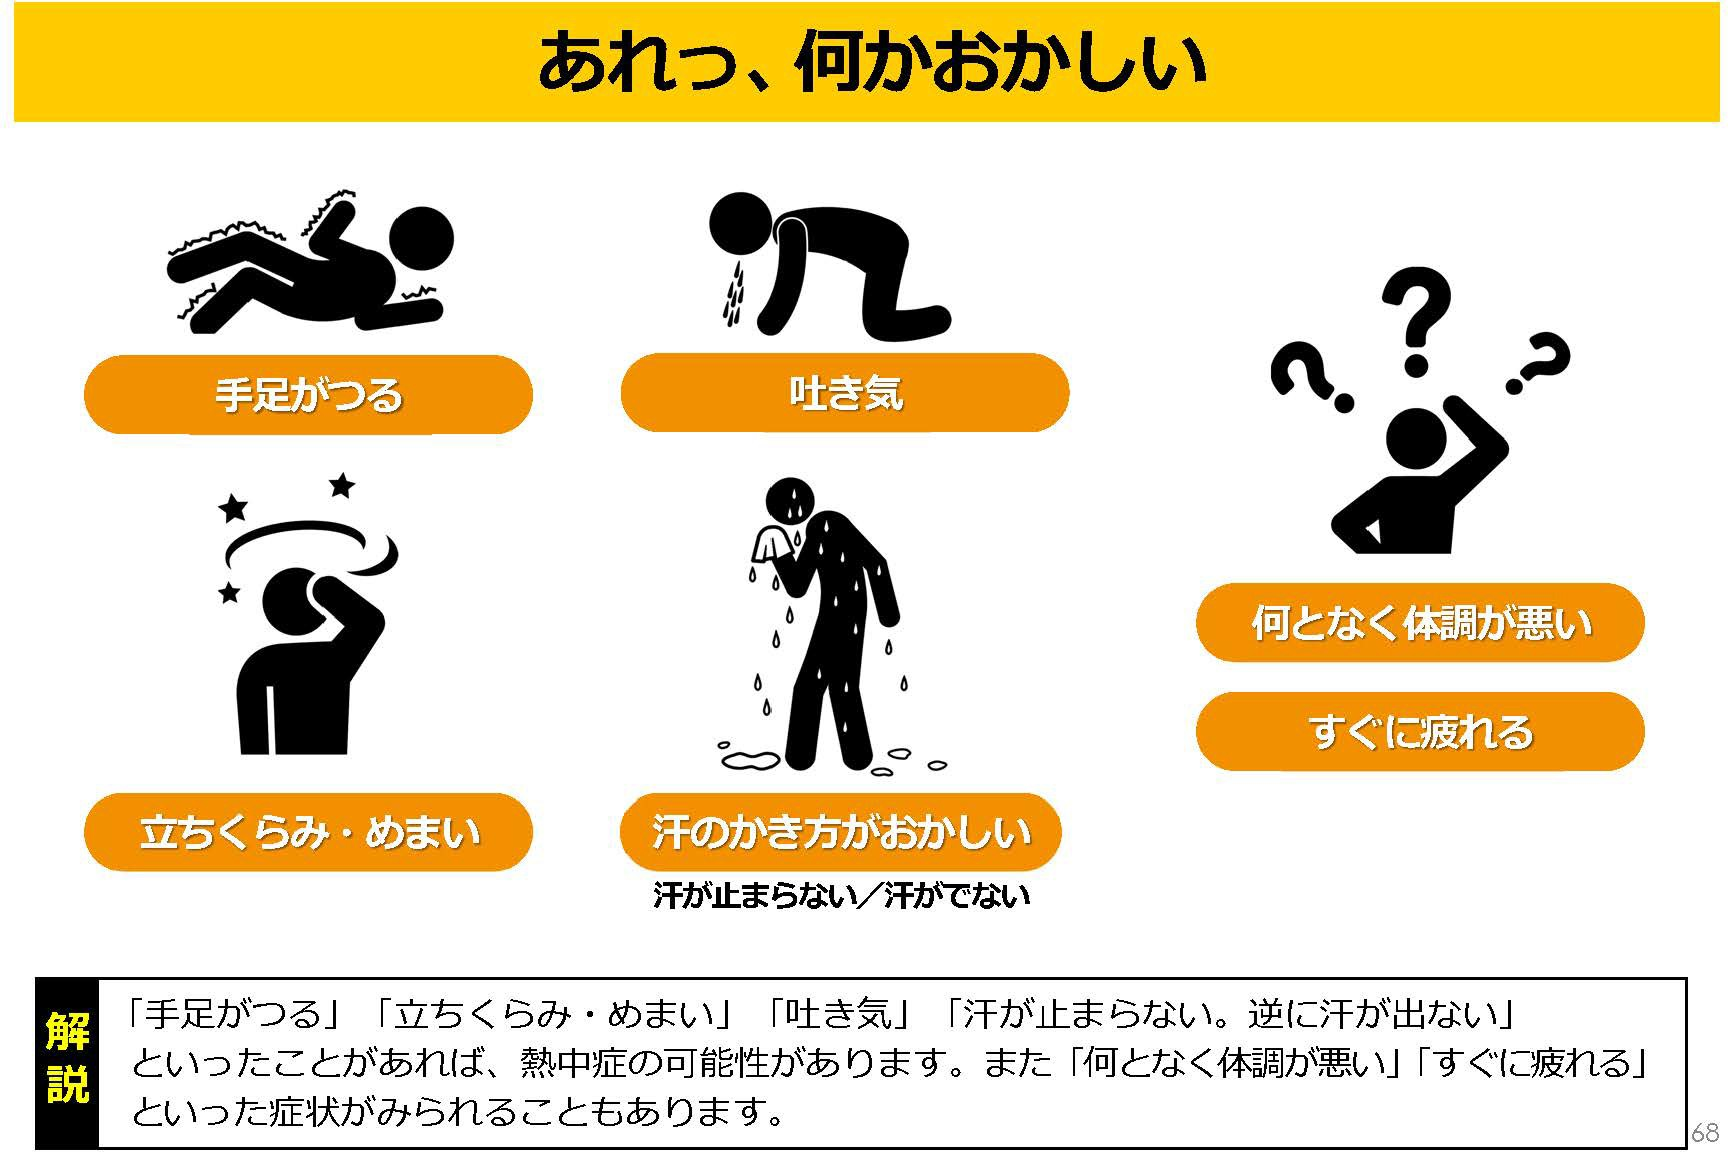 あれっ、何かおかしい
手足がつる
吐き気
立ちくらみ・めまい
汗のかき方がおかしい
汗が止まらない／汗がでない
何となく体調が悪い
すぐに疲れる
解説
「手足がつる」「立ちくらみ・めまい」「吐き気」「汗が止まらない。逆に汗が出ない」
といったことがあれば、熱中症の可能性があります。また「何となく体調が悪い」「すぐに疲れる」
といった症状がみられることもあります。
68